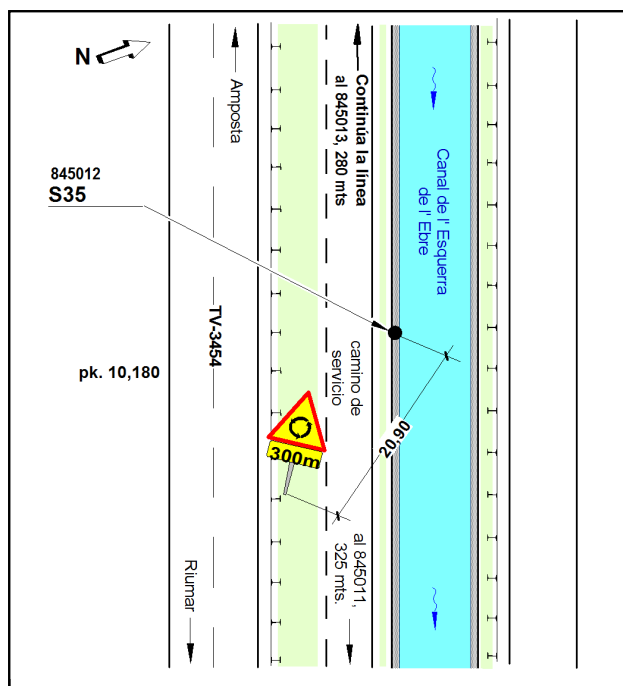 N
Amposta
Continúa la línea
al 845013, 280 mts
Canal de l' Esquerra
de l' Ebre
845012
S35
TV-3454
pk. 10,180
camino de
servicio
300m
20,90
al 845011,
325 mts.
Riumar